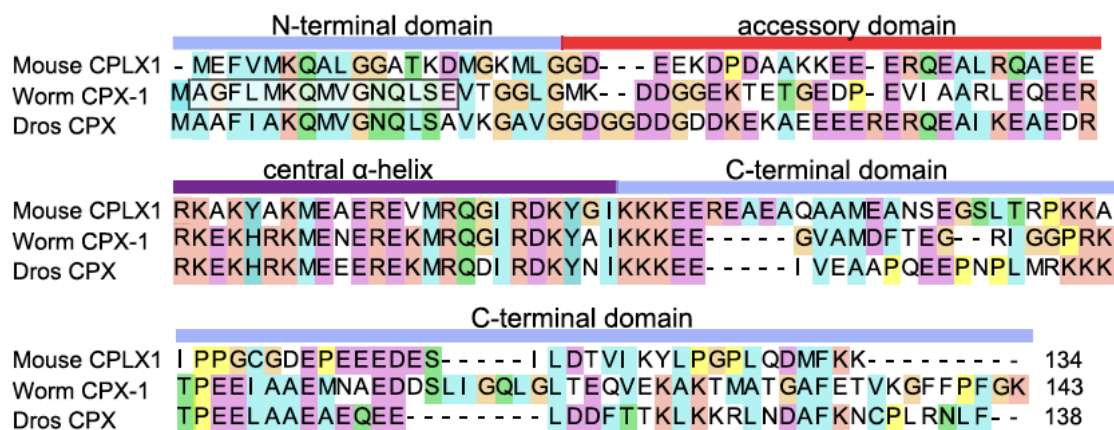 N-terminal domain accessory domain
Mouse CPLX1 -MEFVMKQALGGATKDMGKMLGGD---EEKDPDAAKKEE-ERQEALRQAEEE
Worm CPX-1 MAGFLMKQMVGNQLSEVTGGLGMK--DDGGEKTETGEDP-EVIAARLEQEER
Dros CPX MAAFIAKQMVGNQLSAVKGAVGGDGGDDGDDKEKAEEEERERQEAIKEAEDR
central α-helix C-terminal domain
Mouse CPLX1 RKAKYAKMEAEREVMRQGIRDKYGIKKKEEREAEAQAAMEANSEGSLTRPKKA
Worm CPX-1 RKEKHRKMENEREKMRQGIRDKYAIKKKEE-----GVAMDFTEG--RIGGPRK
Dros CPX RKEKHRKMEEEREKMRQDIRDKYNIKKKEE-----IVEAAPQEEPNPLMRKKK
C-terminal domain
Mouse CPLX1 IPPGCGDEPEEEDES-----ILDTVIKYLPGPLQDMFKK--------- 134
Worm CPX-1 TPEEIAAEMNAEDDSLIGQLGLTEQVEKAKTMATGAFETVKGFFPFGK 143
Dros CPX TPEELAAEAEQEE--------LDDFTTKLKKRLNDAFKNCPLRNLF-- 138